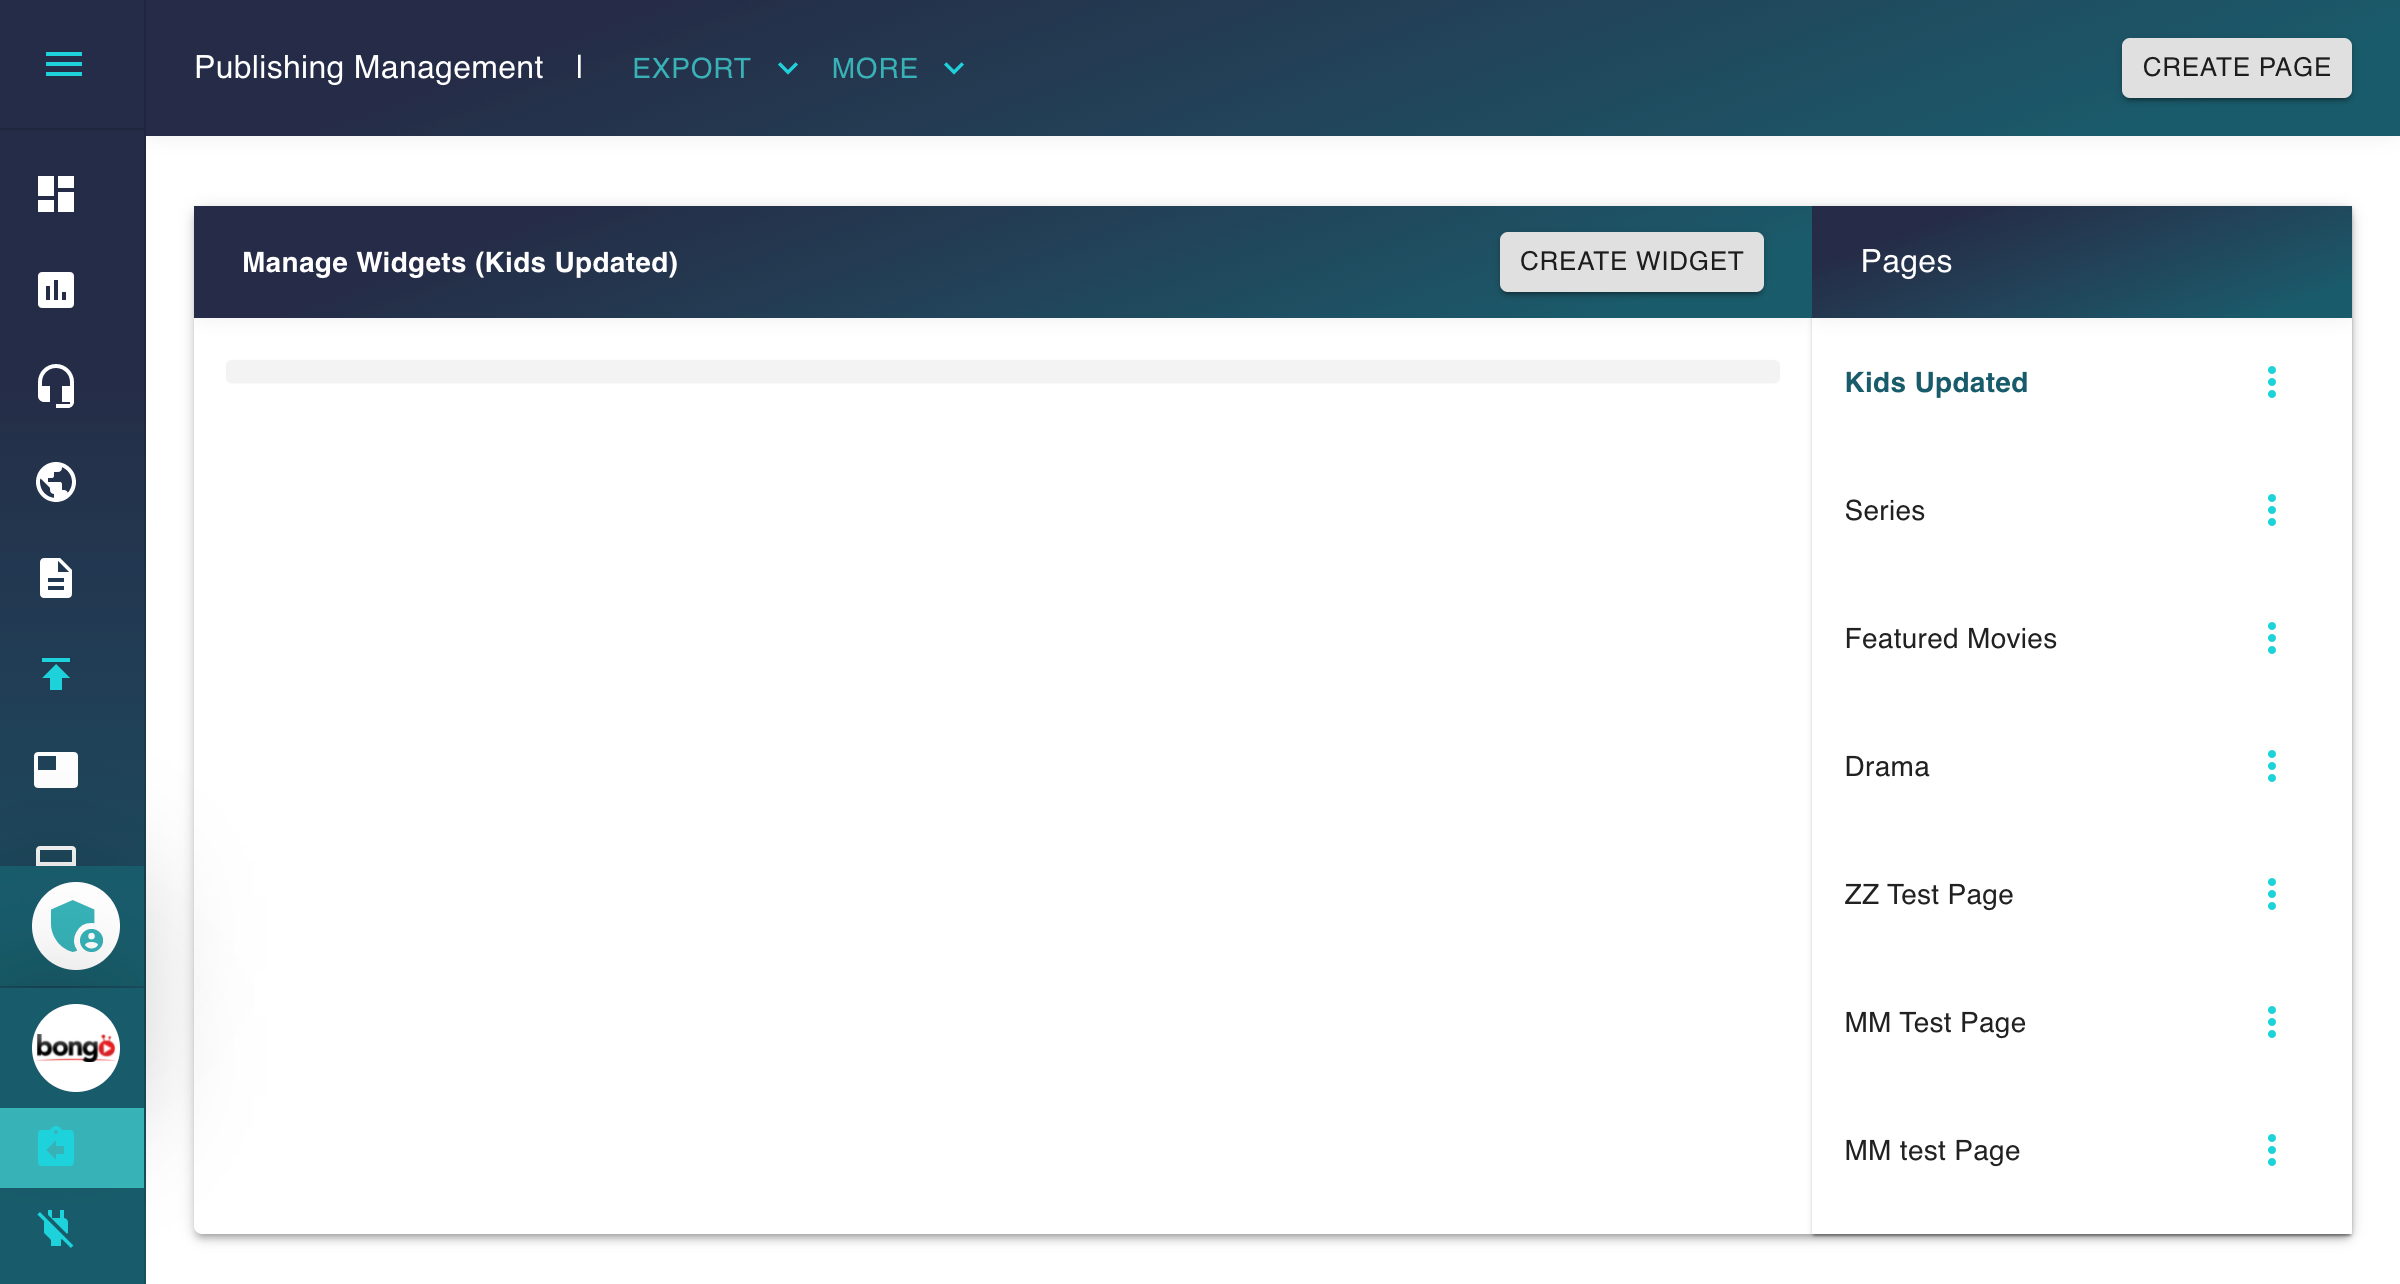 Publishing Management | EXPORT MORE CREATE PAGE
Manage Widgets (Kids Updated) CREATE WIDGET
Pages
Kids Updated
Series
Featured Movies
Drama
ZZ Test Page
MM Test Page
MM test Page
bongo